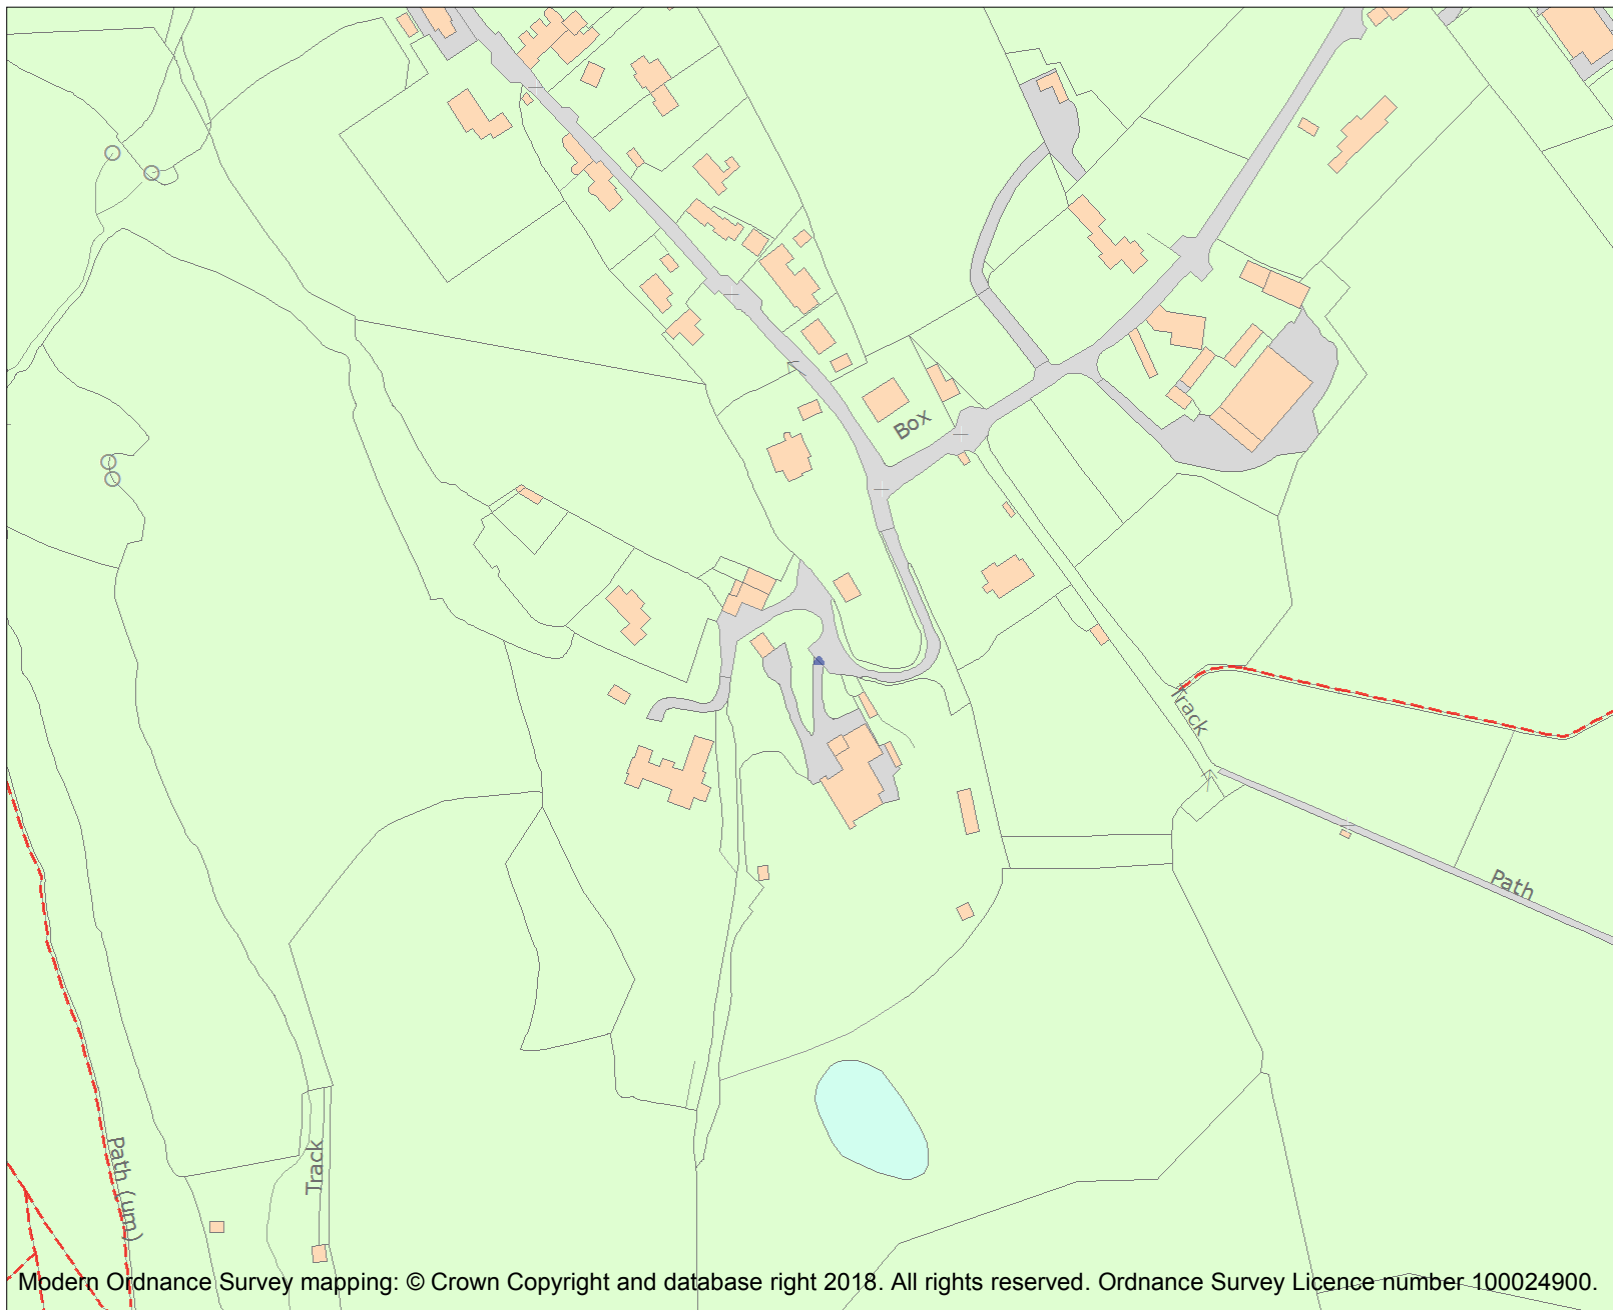 Box
Track
Path
Path (um)
Track
Modern Ordnance Survey mapping: © Crown Copyright and database right 2018. All rights reserved. Ordnance Survey Licence number 100024900.